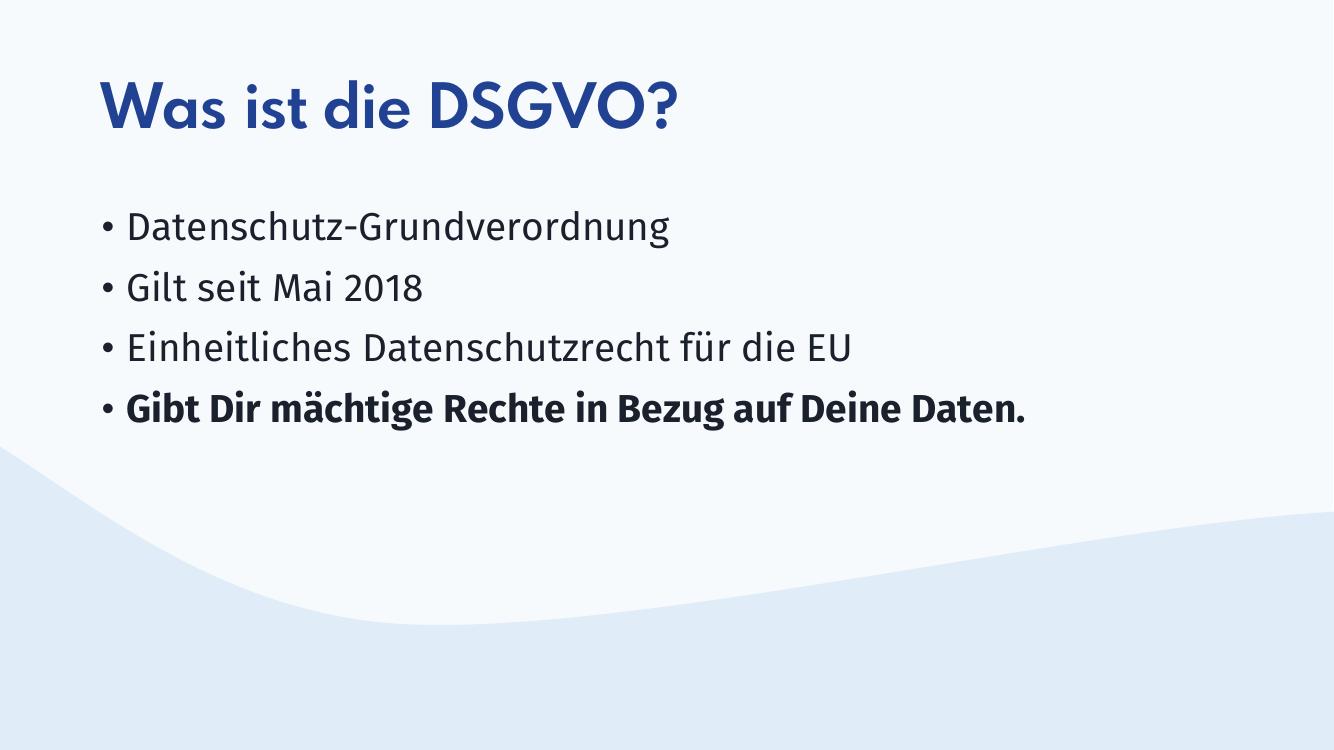 Was ist die DSGVO?
• Datenschutz-Grundverordnung
• Gilt seit Mai 2018
• Einheitliches Datenschutzrecht für die EU
• Gibt Dir mächtige Rechte in Bezug auf Deine Daten.